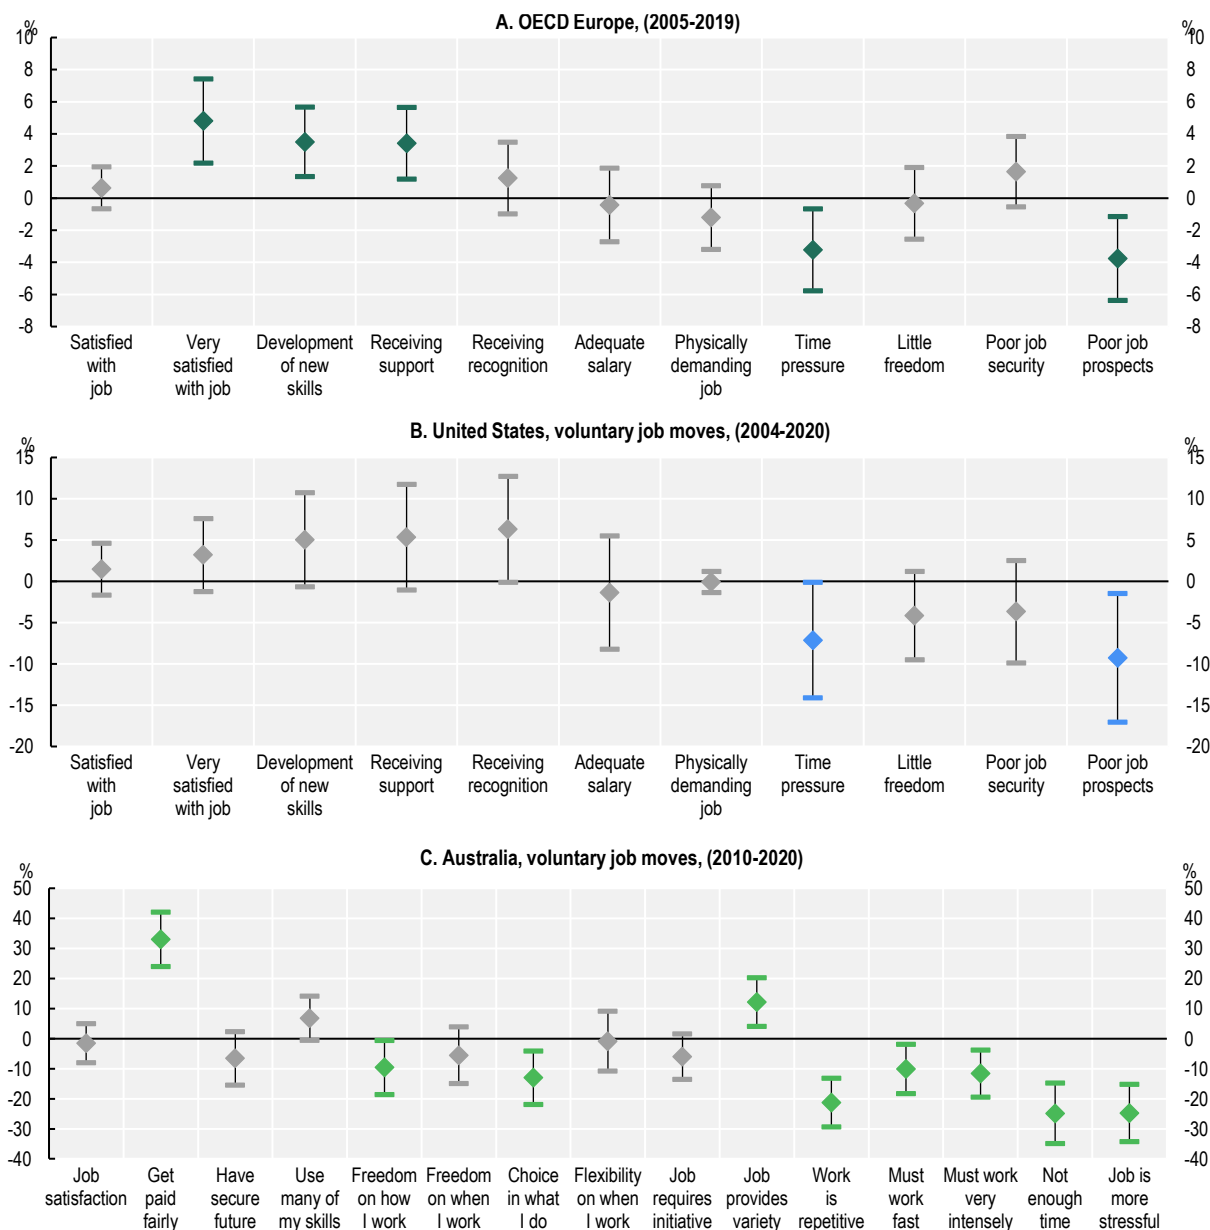 A. OECD Europe, (2005-2019)
% %
10 10
8 8
6 6
4 4
2 2
0 0
-2 -2
-4 -4
-6 -6
-8 -8
Satisfied Very Development Receiving Receiving Adequate Physically Time Little Poor job Poor job
with satisfied of new support recognition salary demanding pressure freedom security prospects
job with job skills job
B. United States, voluntary job moves, (2004-2020)
% %
15 15
10 10
5 5
0 0
-5 -5
-10 -10
-15 -15
-20 -20
Satisfied Very Development Receiving Receiving Adequate Physically Time Little Poor job Poor job
with satisfied of new support recognition salary demanding pressure freedom security prospects
job with job skills job
C. Australia, voluntary job moves, (2010-2020)
% %
50 50
40 40
30 30
20 20
10 10
0 0
-10 -10
-20 -20
-30 -30
-40 -40
Job Get Have Use Freedom Freedom Choice Flexibility Job Job Work Must Must work Not Job is
satisfaction paid secure many of on how on when in what on when requires provides is work very enough more
fairly future my skills I work I work I do I work initiative variety repetitive fast intensely time stressful